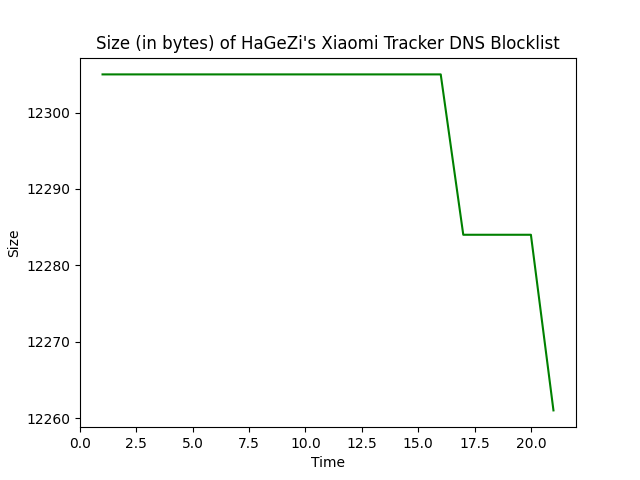 Size (in bytes) of HaGeZi's Xiaomi Tracker DNS Blocklist
12300
12290
12280
12270
12260
Size
0.0 2.5 5.0 7.5 10.0 12.5 15.0 17.5 20.0
Time